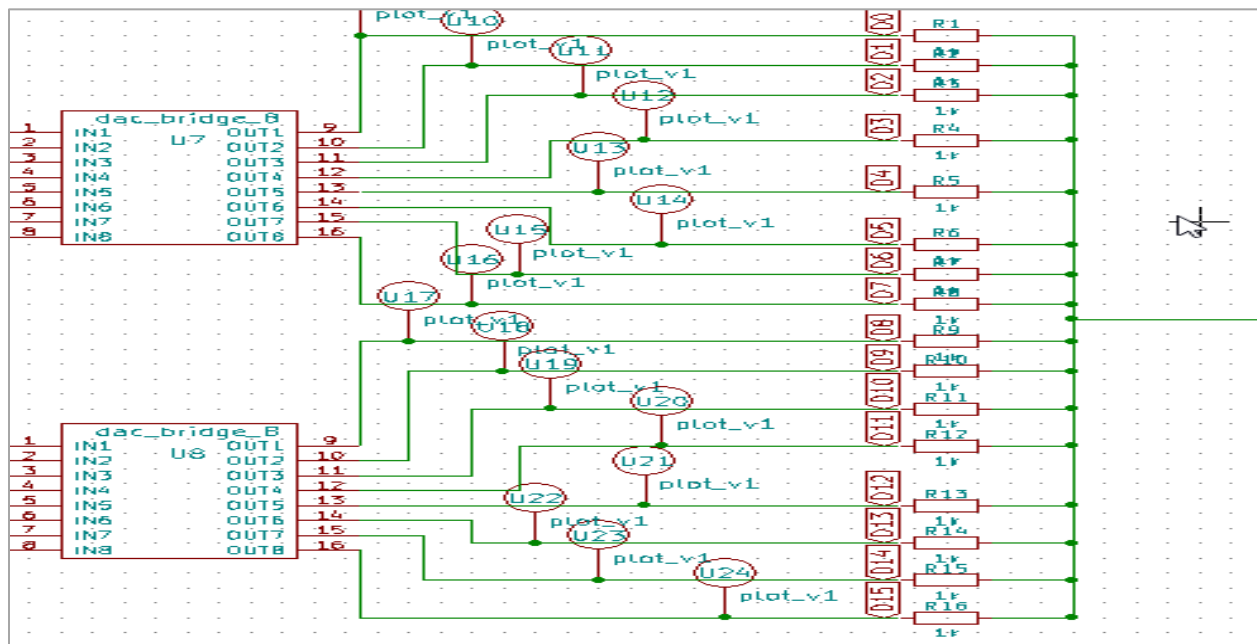 U10
plot_v1
U11
plot_v1
U12
plot_v1
U13
plot_v1
U14
plot_v1
U15
plot_v1
U16
plot_v1
U17
plot_v1
U18
plot_v1
U19
plot_v1
U20
plot_v1
U21
plot_v1
U22
plot_v1
U23
plot_v1
U24
plot_v1
dac_bridge_8
U7
1 IN1 OUT1 9
2 IN2 OUT2 10
3 IN3 OUT3 11
4 IN4 OUT4 12
5 IN5 OUT5 13
6 IN6 OUT6 14
7 IN7 OUT7 15
8 IN8 OUT8 16
dac_bridge_8
U8
1 IN1 OUT1 9
2 IN2 OUT2 10
3 IN3 OUT3 11
4 IN4 OUT4 12
5 IN5 OUT5 13
6 IN6 OUT6 14
7 IN7 OUT7 15
8 IN8 OUT8 16
D0 R1
D1 R2
D2 R3 1k
D3 R4 1k
D4 R5 1k
D5 R6
D6 R7
D7 R8 1k
D8 R9
D9 R10 1k
D10 R11 1k
D11 R12 1k
D12 R13 1k
D13 R14 1k
D14 R15 1k
D15 R16 1k